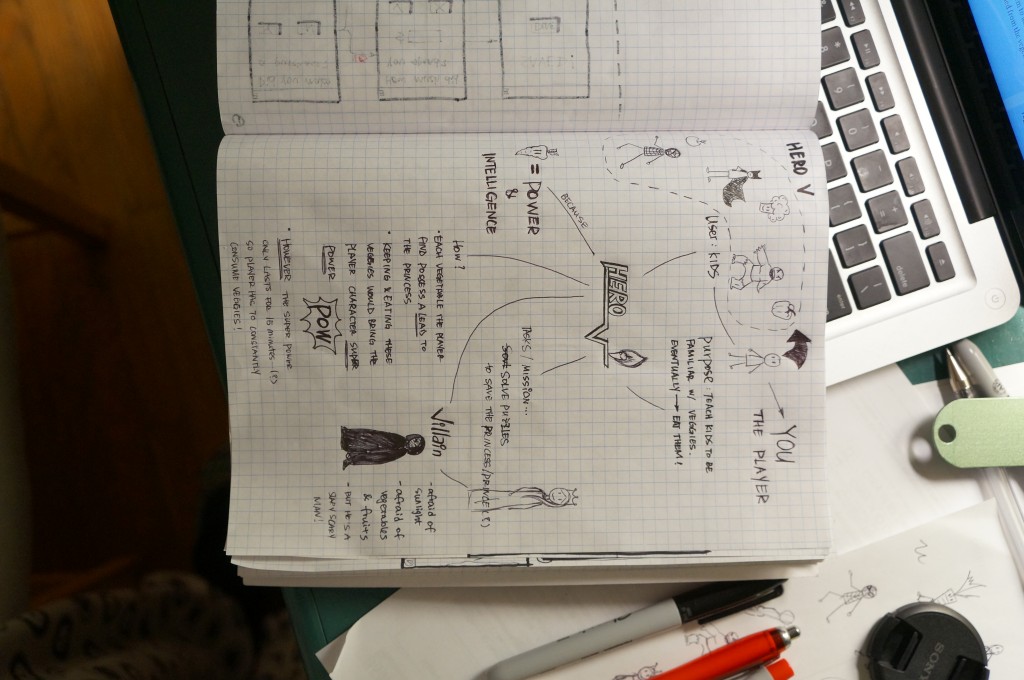 HERO V
User: KIDS
YOU
THE PLAYER
PURPOSE: TEACH KIDS TO BE
FAMILIAR W/ VEGGIES.
EVENTUALLY → EAT THEM!
HERO
BECAUSE
= POWER
&
INTELLIGENCE
TASKS / MISSION...
SOLVE PUZZLES
to SAVE THE PRINCESS/PRINCE(?)
How?
• EACH VEGETABLE THE PLAYER
FIND POSSESS A LEAD TO
THE PRINCESS
• KEEPING & EATING THESE
VEGGIES WOULD BRING THE
PLAYER CHARACTER SUPER
POWER
POW
• HOWEVER THE SUPER POWER
ONLY LASTS FOR 15 minutes
SO PLAYER HAS TO CONSTANTLY
CONSUME VEGGIES!
Villain
- afraid of
sunlight
- afraid of
vegetables
& fruits
- BUT HE'S A
VERY SCARY
MAN!
SONY